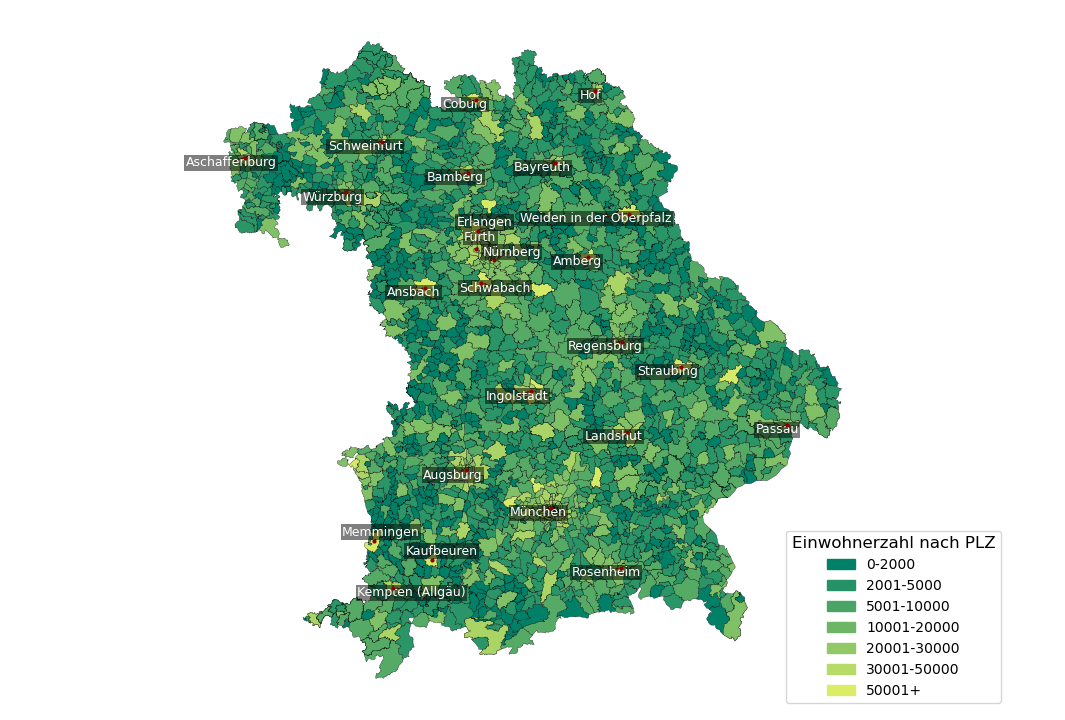 Coburg
Hof
Schweinfurt
Aschaffenburg
Bayreuth
Bamberg
Würzburg
Weiden in der Oberpfalz
Erlangen
Fürth
Nürnberg
Amberg
Schwabach
Ansbach
Regensburg
Straubing
Ingolstadt
Passau
Landshut
Augsburg
München
Memmingen
Kaufbeuren
Rosenheim
Kempten (Allgäu)
Einwohnerzahl nach PLZ
0-2000
2001-5000
5001-10000
10001-20000
20001-30000
30001-50000
50001+